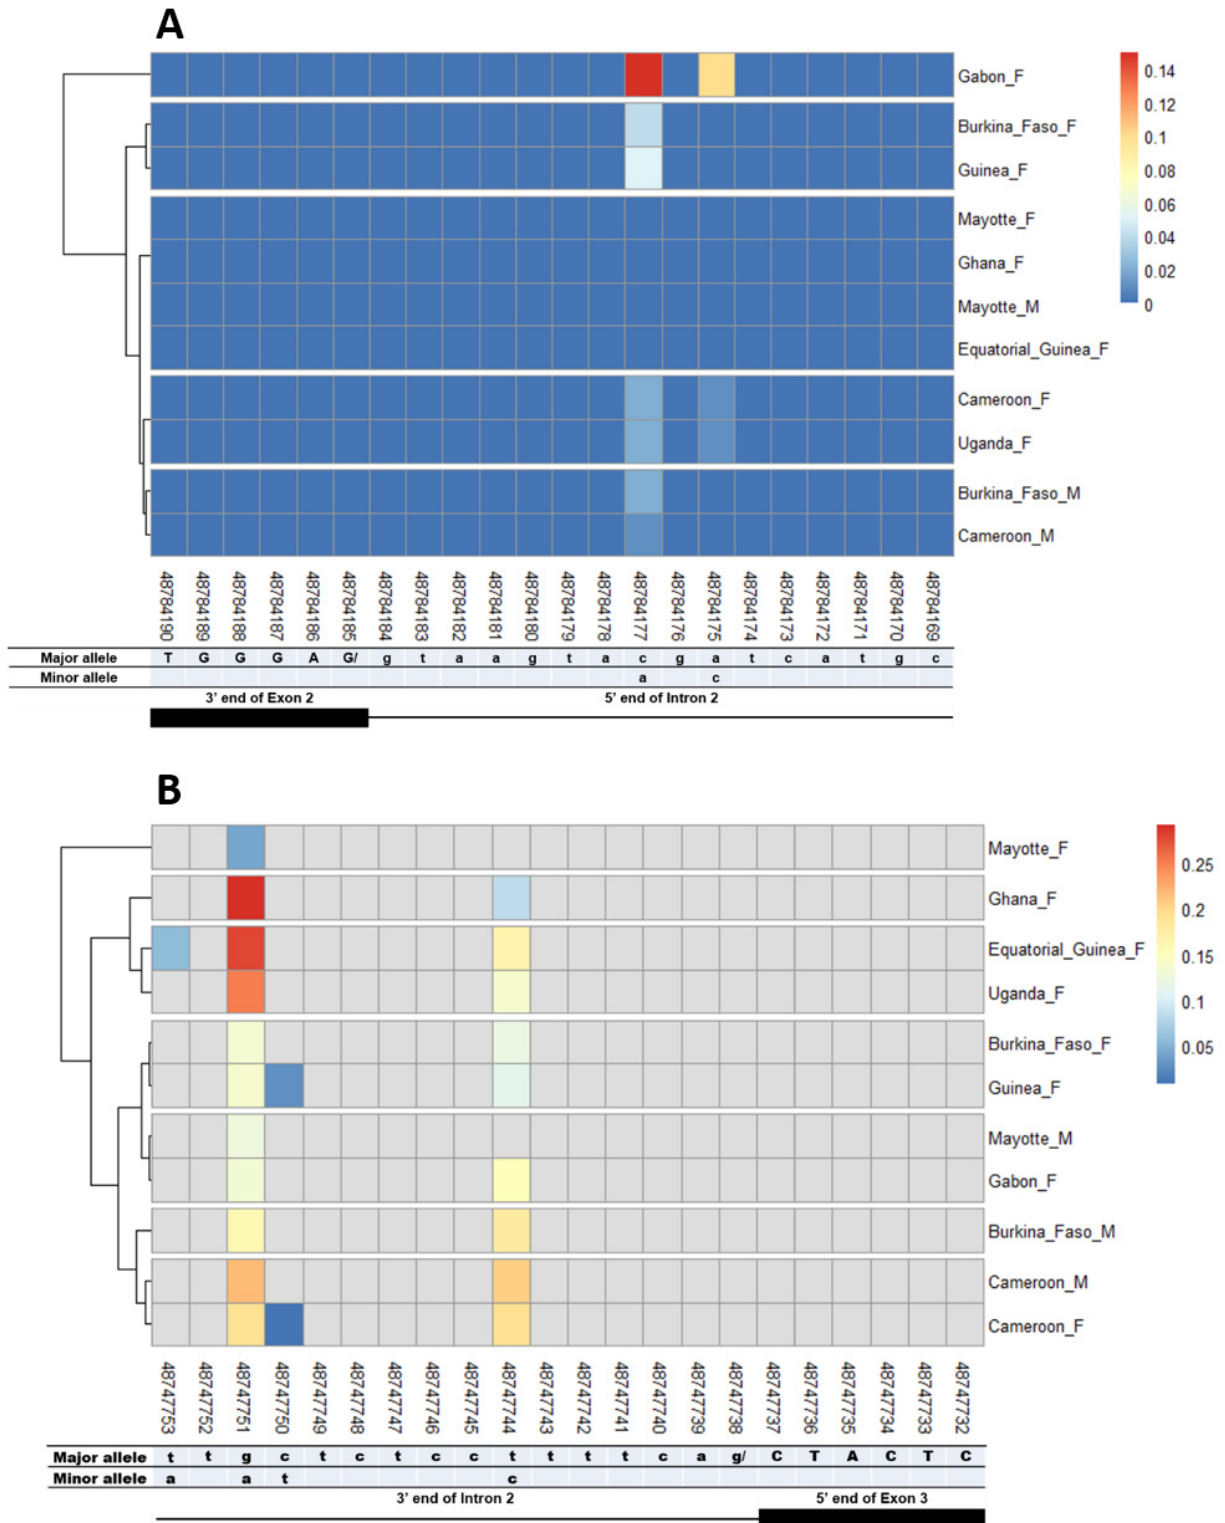 A
Gabon_F
Burkina_Faso_F
Guinea_F
Mayotte_F
Ghana_F
Mayotte_M
Equatorial_Guinea_F
Cameroon_F
Uganda_F
Burkina_Faso_M
Cameroon_M
0.14
0.12
0.1
0.08
0.06
0.04
0.02
0
48784190 48784189 48784188 48784187 48784186 48784185 48784184 48784183 48784182 48784181 48784180 48784179 48784178 48784177 48784176 48784175 48784174 48784173 48784172 48784171 48784170 48784169
Major allele T G G G A G/ g t a a g t a c g a t c a t g c
Minor allele a c
3' end of Exon 2 5' end of Intron 2
B
Mayotte_F
Ghana_F
Equatorial_Guinea_F
Uganda_F
Burkina_Faso_F
Guinea_F
Mayotte_M
Gabon_F
Burkina_Faso_M
Cameroon_M
Cameroon_F
0.25
0.2
0.15
0.1
0.05
48747753 48747752 48747751 48747750 48747749 48747748 48747747 48747746 48747745 48747744 48747743 48747742 48747741 48747740 48747739 48747738 48747737 48747736 48747735 48747734 48747733 48747732
Major allele t t g c t c t c c t t t t c a g/ C T A C T C
Minor allele a a t c
3' end of Intron 2 5' end of Exon 3